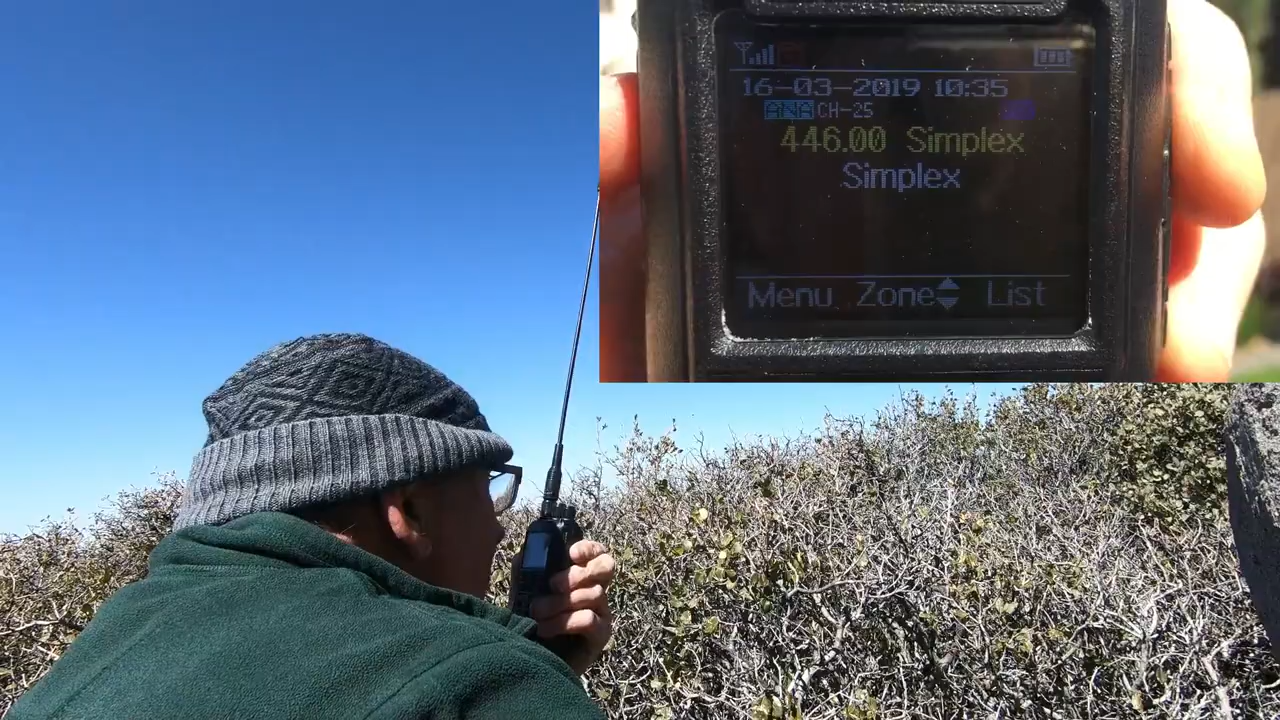 16-03-2019 10:35
ANA CH-25
446.00 Simplex
Simplex
Menu Zone List